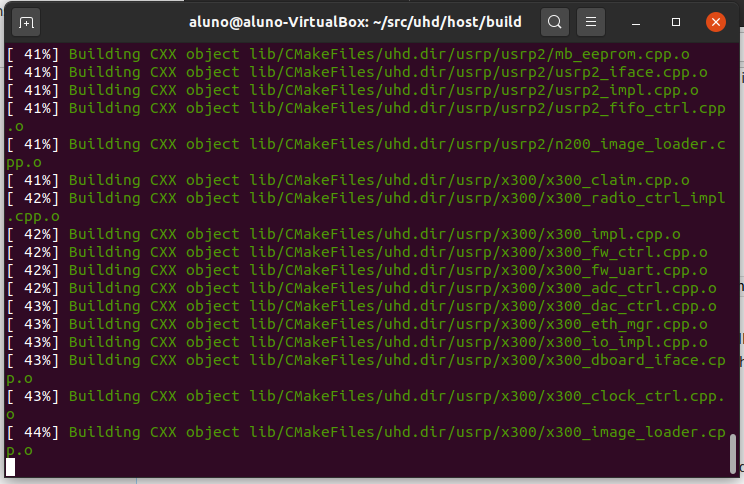 aluno@aluno-VirtualBox: ~/src/uhd/host/build
[ 41%] Building CXX object lib/CMakeFiles/uhd.dir/usrp/usrp2/mb_eeprom.cpp.o
[ 41%] Building CXX object lib/CMakeFiles/uhd.dir/usrp/usrp2/usrp2_iface.cpp.o
[ 41%] Building CXX object lib/CMakeFiles/uhd.dir/usrp/usrp2/usrp2_impl.cpp.o
[ 41%] Building CXX object lib/CMakeFiles/uhd.dir/usrp/usrp2/usrp2_fifo_ctrl.cpp
.o
[ 41%] Building CXX object lib/CMakeFiles/uhd.dir/usrp/usrp2/n200_image_loader.c
pp.o
[ 41%] Building CXX object lib/CMakeFiles/uhd.dir/usrp/x300/x300_claim.cpp.o
[ 42%] Building CXX object lib/CMakeFiles/uhd.dir/usrp/x300/x300_radio_ctrl_impl
.cpp.o
[ 42%] Building CXX object lib/CMakeFiles/uhd.dir/usrp/x300/x300_impl.cpp.o
[ 42%] Building CXX object lib/CMakeFiles/uhd.dir/usrp/x300/x300_fw_ctrl.cpp.o
[ 42%] Building CXX object lib/CMakeFiles/uhd.dir/usrp/x300/x300_fw_uart.cpp.o
[ 42%] Building CXX object lib/CMakeFiles/uhd.dir/usrp/x300/x300_adc_ctrl.cpp.o
[ 43%] Building CXX object lib/CMakeFiles/uhd.dir/usrp/x300/x300_dac_ctrl.cpp.o
[ 43%] Building CXX object lib/CMakeFiles/uhd.dir/usrp/x300/x300_eth_mgr.cpp.o
[ 43%] Building CXX object lib/CMakeFiles/uhd.dir/usrp/x300/x300_io_impl.cpp.o
[ 43%] Building CXX object lib/CMakeFiles/uhd.dir/usrp/x300/x300_dboard_iface.cp
p.o
[ 43%] Building CXX object lib/CMakeFiles/uhd.dir/usrp/x300/x300_clock_ctrl.cpp.
o
[ 44%] Building CXX object lib/CMakeFiles/uhd.dir/usrp/x300/x300_image_loader.cp
p.o